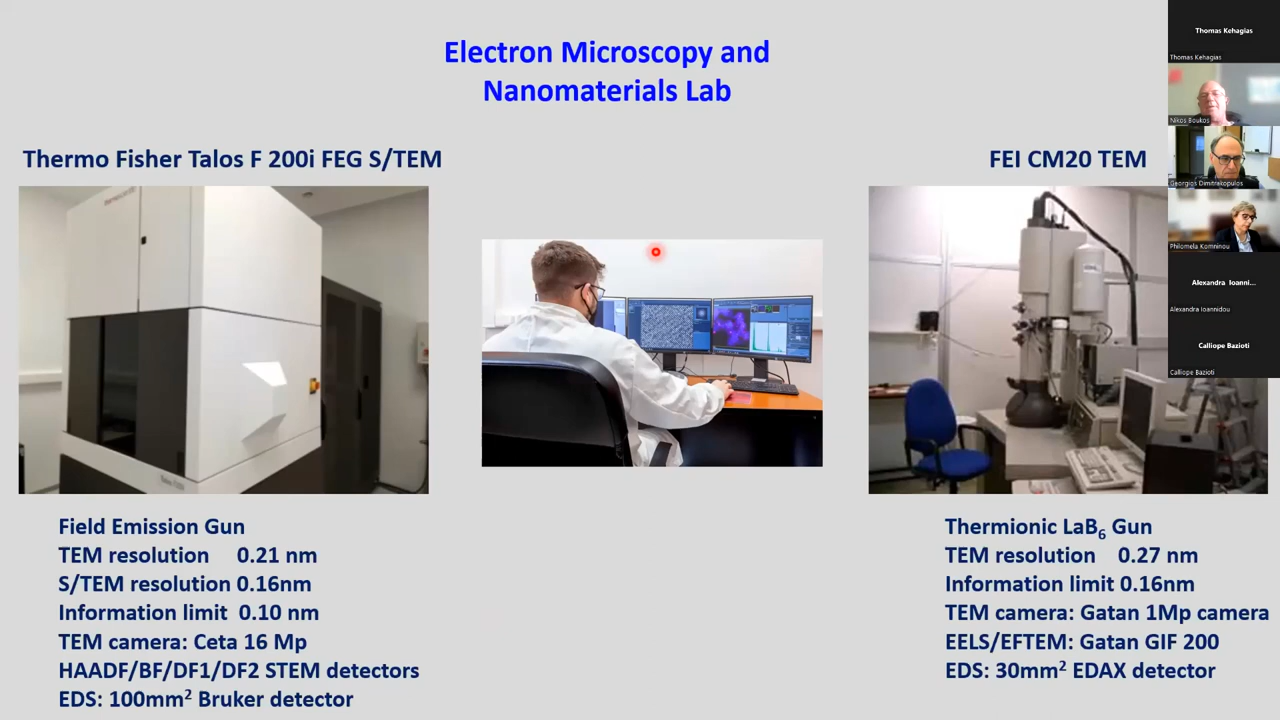 Electron Microscopy and
Nanomaterials Lab
Thermo Fisher Talos F 200i FEG S/TEM
FEI CM20 TEM
Field Emission Gun
TEM resolution 0.21 nm
S/TEM resolution 0.16nm
Information limit 0.10 nm
TEM camera: Ceta 16 Mp
HAADF/BF/DF1/DF2 STEM detectors
EDS: 100mm² Bruker detector
Thermionic LaB₆ Gun
TEM resolution 0.27 nm
Information limit 0.16nm
TEM camera: Gatan 1Mp camera
EELS/EFTEM: Gatan GIF 200
EDS: 30mm² EDAX detector
Thomas Kehagias
Thomas Kehagias
Nikos Boukos
Georgios Dimitrakopulos
Philomela Komninou
Alexandra Ioanni...
Alexandra Ioannidou
Calliope Bazioti
Calliope Bazioti